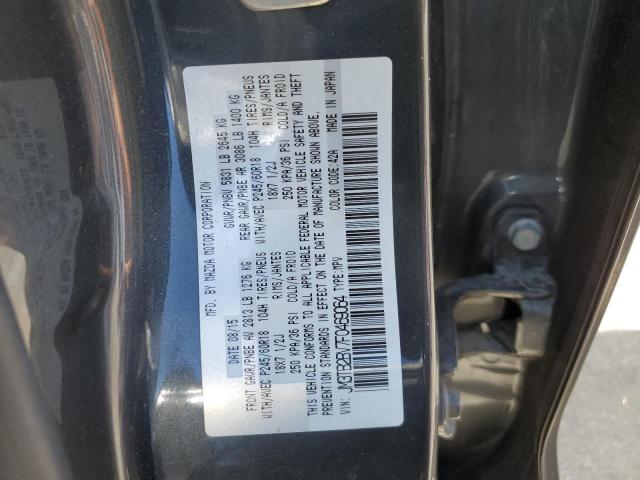 MFD. BY MAZDA MOTOR CORPORATION
DATE 08/15 GVWR/PNBV 5831 LB 2645 KG
FRONT GAWR/PNBE AV 2813 LB 1276 KG REAR GAWR/PNBE AR 3086 LB 1400 KG
WITH/AVEC P245/60R18 104H TIRES/PNEUS WITH/AVEC P245/60R18 104H TIRES/PNEUS
18X7 1/2J RIMS/JANTES 18X7 1/2J RIMS/JANTES
250 KPA/36 PSI COLD/A FROID 250 KPA/36 PSI COLD/A FROID
THIS VEHICLE CONFORMS TO ALL APPLICABLE FEDERAL MOTOR VEHICLE SAFETY AND THEFT
PREVENTION STANDARDS IN EFFECT ON THE DATE OF MANUFACTURE SHOWN ABOVE.
COLOR CODE:42A MADE IN JAPAN
VIN: JM3TB2BV7F0469064 TYPE:MPV